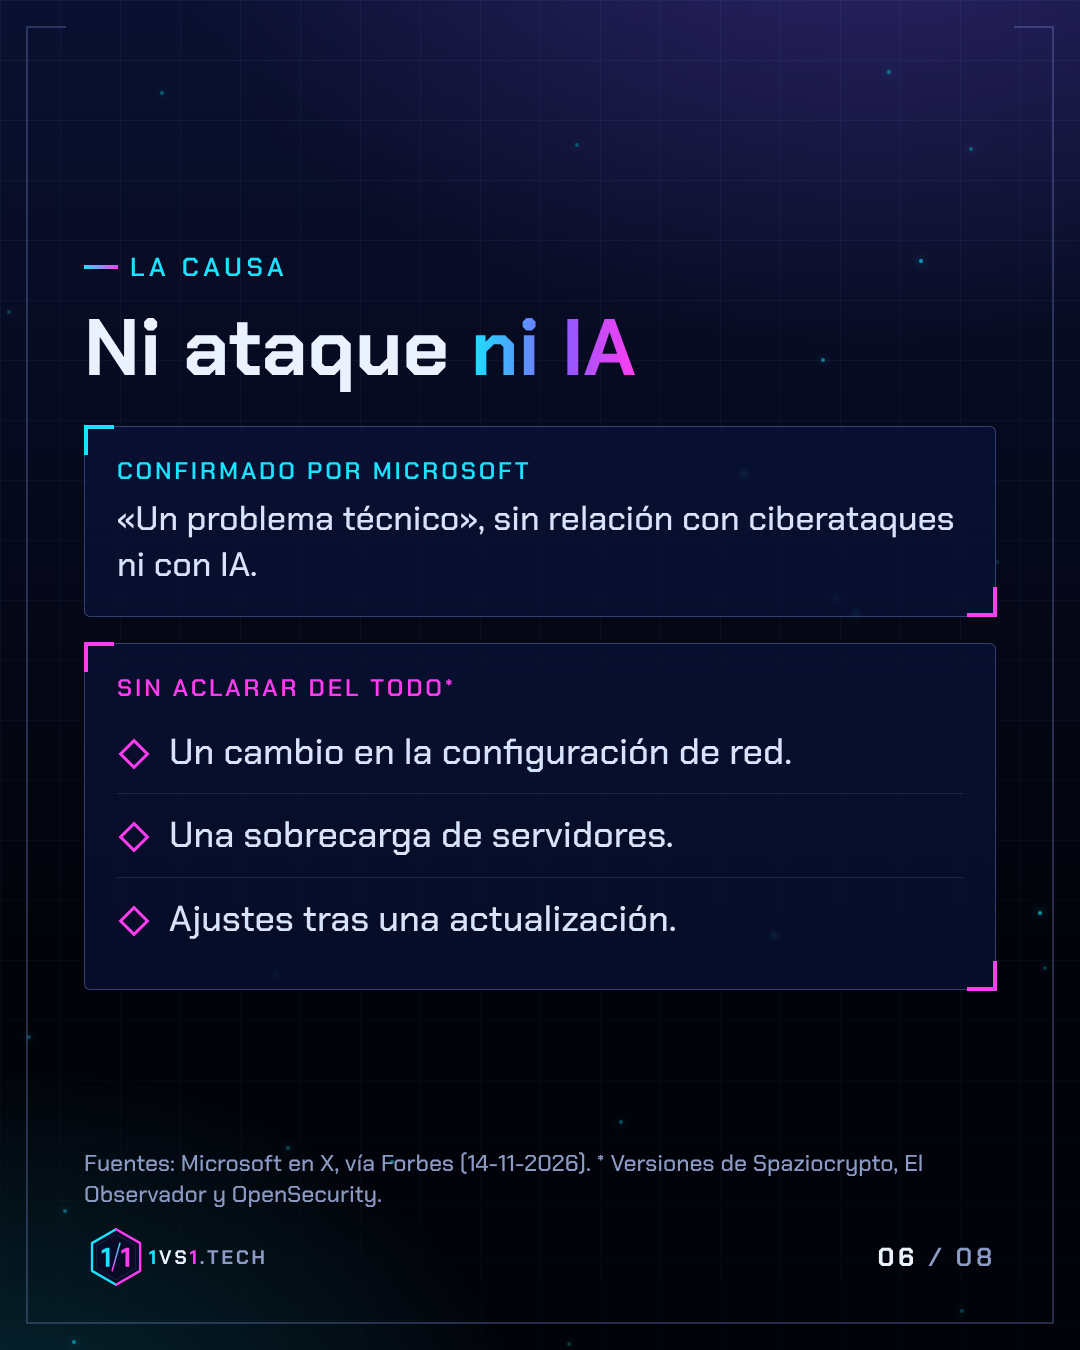 LA CAUSA
Ni ataque ni IA
CONFIRMADO POR MICROSOFT
«Un problema técnico», sin relación con ciberataques
ni con IA.
SIN ACLARAR DEL TODO*
Un cambio en la configuración de red.
Una sobrecarga de servidores.
Ajustes tras una actualización.
Fuentes: Microsoft en X, vía Forbes (14-11-2026). * Versiones de Spaziocrypto, El
Observador y OpenSecurity.
1/1 1VS1.TECH
06 / 08